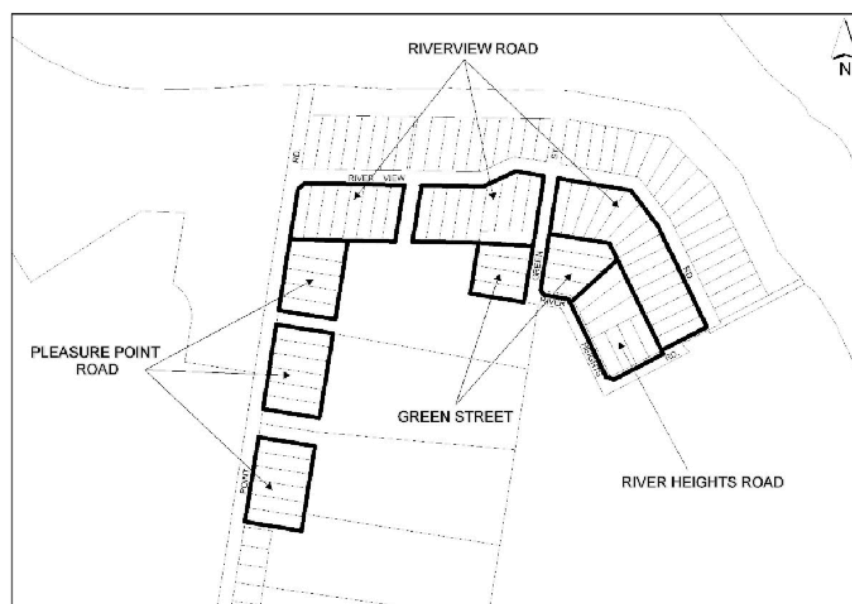 RIVERVIEW ROAD
N
RD.
ST.
RIVER VIEW
GREEN
RD.
RIVER
PLEASURE POINT
ROAD
HEIGHTS
RD.
GREEN STREET
POINT
RIVER HEIGHTS ROAD